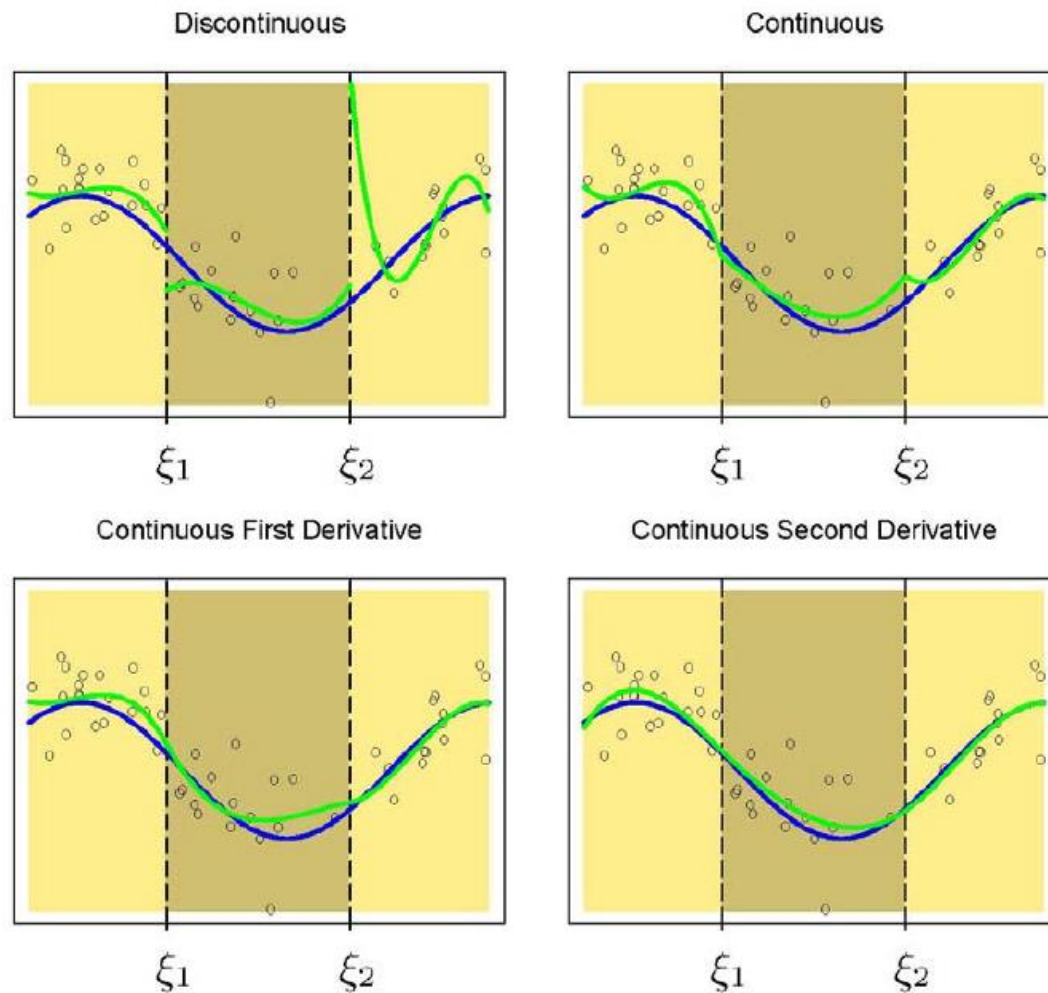 Discontinuous
Continuous
ξ1
ξ2
ξ1
ξ2
Continuous First Derivative
Continuous Second Derivative
ξ1
ξ2
ξ1
ξ2